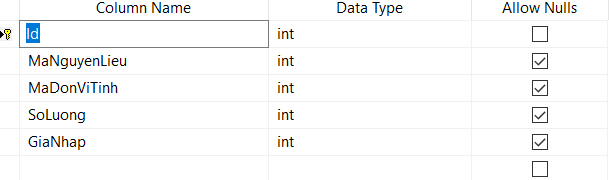 Column Name Data Type Allow Nulls
Id int
MaNguyenLieu int
MaDonViTinh int
SoLuong int
GiaNhap int